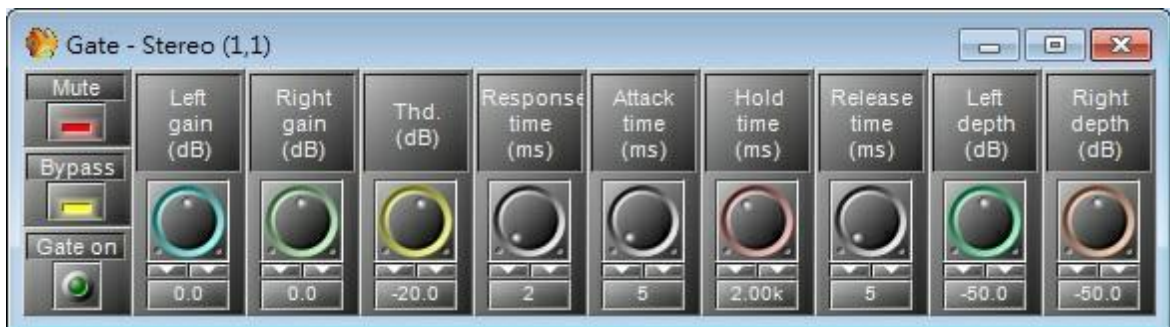 Gate - Stereo (1,1)
Mute
Bypass
Gate on
Left
gain
(dB)
0.0
Right
gain
(dB)
0.0
Thd.
(dB)
-20.0
Response
time
(ms)
2
Attack
time
(ms)
5
Hold
time
(ms)
2.00k
Release
time
(ms)
5
Left
depth
(dB)
-50.0
Right
depth
(dB)
-50.0